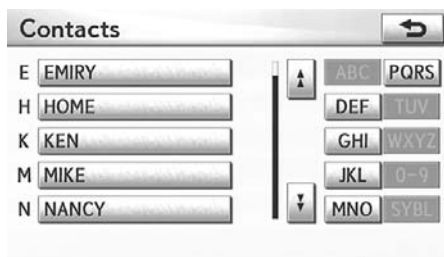 Contacts
E EMIRY ABC PQRS
H HOME DEF TUV
K KEN GHI WXYZ
M MIKE JKL 0-9
N NANCY MNO SYBL